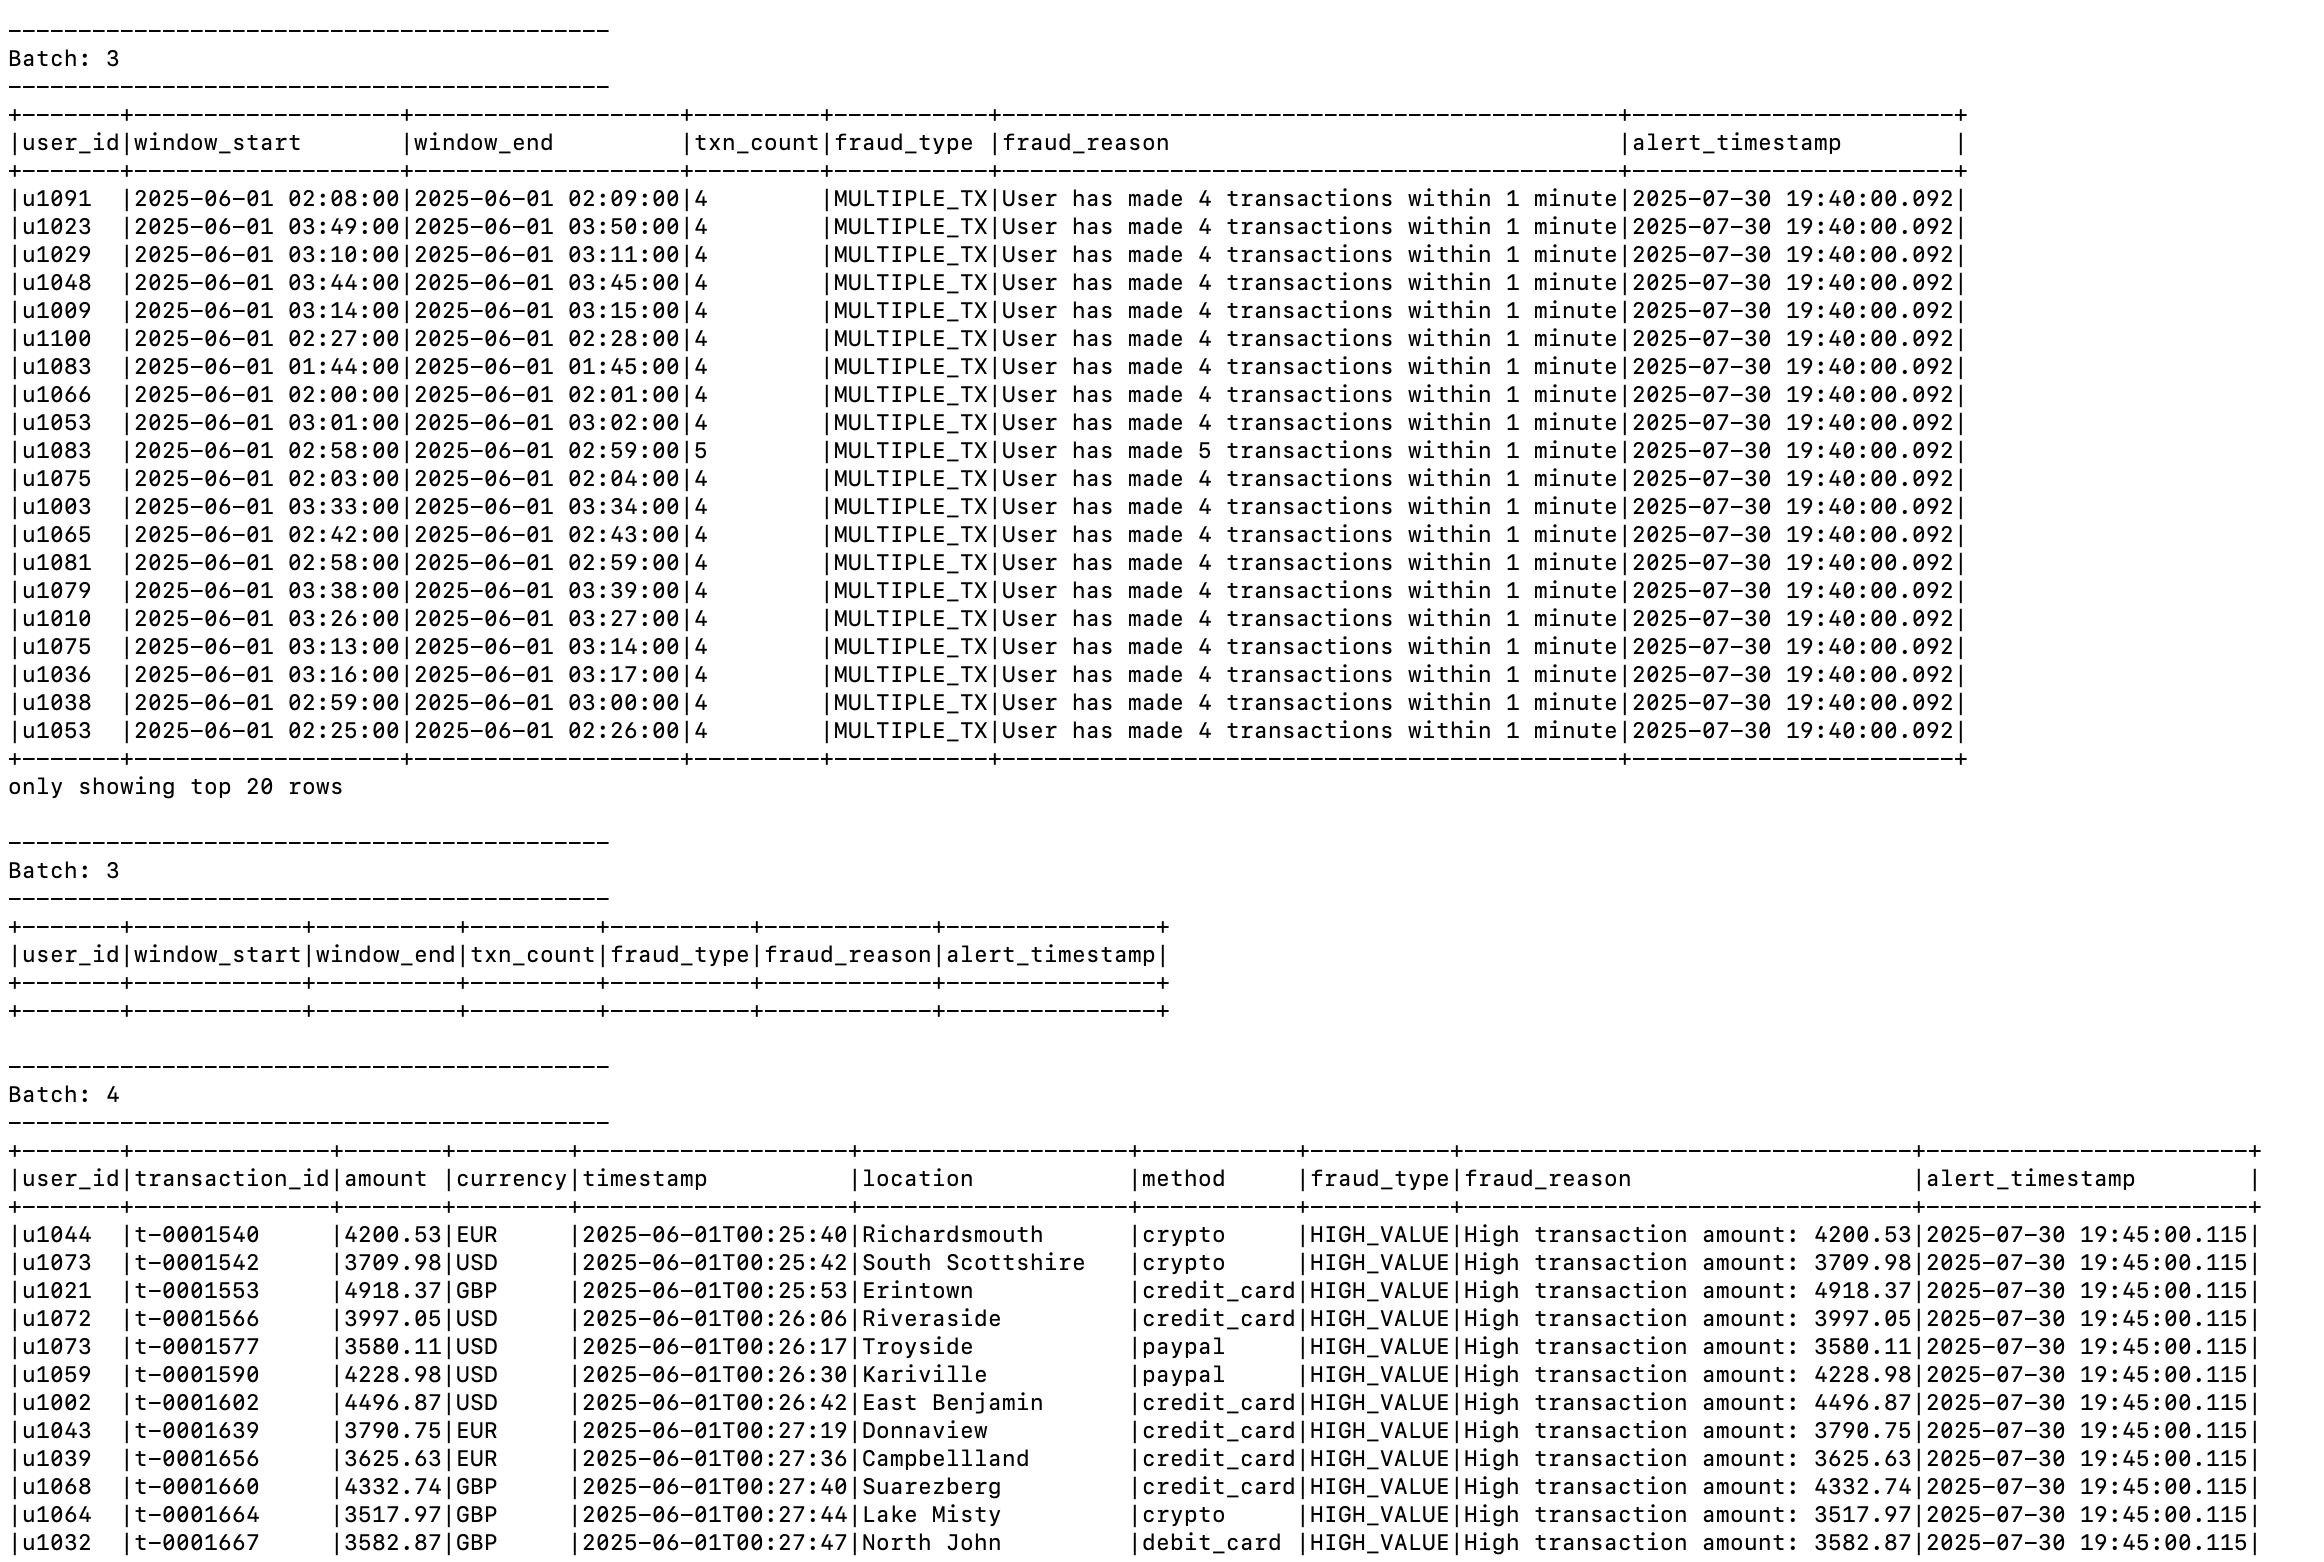 -------------------------------------------
Batch: 3
-------------------------------------------
+-------+-------------------+-------------------+---------+-----------+---------------------------------------------+-----------------------+
|user_id|window_start       |window_end         |txn_count|fraud_type |fraud_reason                                 |alert_timestamp        |
+-------+-------------------+-------------------+---------+-----------+---------------------------------------------+-----------------------+
|u1091  |2025-06-01 02:08:00|2025-06-01 02:09:00|4        |MULTIPLE_TX|User has made 4 transactions within 1 minute|2025-07-30 19:40:00.092|
|u1023  |2025-06-01 03:49:00|2025-06-01 03:50:00|4        |MULTIPLE_TX|User has made 4 transactions within 1 minute|2025-07-30 19:40:00.092|
|u1029  |2025-06-01 03:10:00|2025-06-01 03:11:00|4        |MULTIPLE_TX|User has made 4 transactions within 1 minute|2025-07-30 19:40:00.092|
|u1048  |2025-06-01 03:44:00|2025-06-01 03:45:00|4        |MULTIPLE_TX|User has made 4 transactions within 1 minute|2025-07-30 19:40:00.092|
|u1009  |2025-06-01 03:14:00|2025-06-01 03:15:00|4        |MULTIPLE_TX|User has made 4 transactions within 1 minute|2025-07-30 19:40:00.092|
|u1100  |2025-06-01 02:27:00|2025-06-01 02:28:00|4        |MULTIPLE_TX|User has made 4 transactions within 1 minute|2025-07-30 19:40:00.092|
|u1083  |2025-06-01 01:44:00|2025-06-01 01:45:00|4        |MULTIPLE_TX|User has made 4 transactions within 1 minute|2025-07-30 19:40:00.092|
|u1066  |2025-06-01 02:00:00|2025-06-01 02:01:00|4        |MULTIPLE_TX|User has made 4 transactions within 1 minute|2025-07-30 19:40:00.092|
|u1053  |2025-06-01 03:01:00|2025-06-01 03:02:00|4        |MULTIPLE_TX|User has made 4 transactions within 1 minute|2025-07-30 19:40:00.092|
|u1083  |2025-06-01 02:58:00|2025-06-01 02:59:00|5        |MULTIPLE_TX|User has made 5 transactions within 1 minute|2025-07-30 19:40:00.092|
|u1075  |2025-06-01 02:03:00|2025-06-01 02:04:00|4        |MULTIPLE_TX|User has made 4 transactions within 1 minute|2025-07-30 19:40:00.092|
|u1003  |2025-06-01 03:33:00|2025-06-01 03:34:00|4        |MULTIPLE_TX|User has made 4 transactions within 1 minute|2025-07-30 19:40:00.092|
|u1065  |2025-06-01 02:42:00|2025-06-01 02:43:00|4        |MULTIPLE_TX|User has made 4 transactions within 1 minute|2025-07-30 19:40:00.092|
|u1081  |2025-06-01 02:58:00|2025-06-01 02:59:00|4        |MULTIPLE_TX|User has made 4 transactions within 1 minute|2025-07-30 19:40:00.092|
|u1079  |2025-06-01 03:38:00|2025-06-01 03:39:00|4        |MULTIPLE_TX|User has made 4 transactions within 1 minute|2025-07-30 19:40:00.092|
|u1010  |2025-06-01 03:26:00|2025-06-01 03:27:00|4        |MULTIPLE_TX|User has made 4 transactions within 1 minute|2025-07-30 19:40:00.092|
|u1075  |2025-06-01 03:13:00|2025-06-01 03:14:00|4        |MULTIPLE_TX|User has made 4 transactions within 1 minute|2025-07-30 19:40:00.092|
|u1036  |2025-06-01 03:16:00|2025-06-01 03:17:00|4        |MULTIPLE_TX|User has made 4 transactions within 1 minute|2025-07-30 19:40:00.092|
|u1038  |2025-06-01 02:59:00|2025-06-01 03:00:00|4        |MULTIPLE_TX|User has made 4 transactions within 1 minute|2025-07-30 19:40:00.092|
|u1053  |2025-06-01 02:25:00|2025-06-01 02:26:00|4        |MULTIPLE_TX|User has made 4 transactions within 1 minute|2025-07-30 19:40:00.092|
+-------+-------------------+-------------------+---------+-----------+---------------------------------------------+-----------------------+
only showing top 20 rows
-------------------------------------------
Batch: 3
-------------------------------------------
+-------+------------+----------+---------+----------+------------+---------------+
|user_id|window_start|window_end|txn_count|fraud_type|fraud_reason|alert_timestamp|
+-------+------------+----------+---------+----------+------------+---------------+
+-------+------------+----------+---------+----------+------------+---------------+
-------------------------------------------
Batch: 4
-------------------------------------------
+-------+--------------+-------+--------+-------------------+-------------------+-----------+----------+--------------------------------+-----------------------+
|user_id|transaction_id|amount |currency|timestamp          |location           |method     |fraud_type|fraud_reason                    |alert_timestamp        |
+-------+--------------+-------+--------+-------------------+-------------------+-----------+----------+--------------------------------+-----------------------+
|u1044  |t-0001540     |4200.53|EUR     |2025-06-01T00:25:40|Richardsmouth      |crypto     |HIGH_VALUE|High transaction amount: 4200.53|2025-07-30 19:45:00.115|
|u1073  |t-0001542     |3709.98|USD     |2025-06-01T00:25:42|South Scottshire   |crypto     |HIGH_VALUE|High transaction amount: 3709.98|2025-07-30 19:45:00.115|
|u1021  |t-0001553     |4918.37|GBP     |2025-06-01T00:25:53|Erintown           |credit_card|HIGH_VALUE|High transaction amount: 4918.37|2025-07-30 19:45:00.115|
|u1072  |t-0001566     |3997.05|USD     |2025-06-01T00:26:06|Riveraside         |credit_card|HIGH_VALUE|High transaction amount: 3997.05|2025-07-30 19:45:00.115|
|u1073  |t-0001577     |3580.11|USD     |2025-06-01T00:26:17|Troyside           |paypal     |HIGH_VALUE|High transaction amount: 3580.11|2025-07-30 19:45:00.115|
|u1059  |t-0001590     |4228.98|USD     |2025-06-01T00:26:30|Kariville          |paypal     |HIGH_VALUE|High transaction amount: 4228.98|2025-07-30 19:45:00.115|
|u1002  |t-0001602     |4496.87|USD     |2025-06-01T00:26:42|East Benjamin      |credit_card|HIGH_VALUE|High transaction amount: 4496.87|2025-07-30 19:45:00.115|
|u1043  |t-0001639     |3790.75|EUR     |2025-06-01T00:27:19|Donnaview          |credit_card|HIGH_VALUE|High transaction amount: 3790.75|2025-07-30 19:45:00.115|
|u1039  |t-0001656     |3625.63|EUR     |2025-06-01T00:27:36|Campbellland       |credit_card|HIGH_VALUE|High transaction amount: 3625.63|2025-07-30 19:45:00.115|
|u1068  |t-0001660     |4332.74|GBP     |2025-06-01T00:27:40|Suarezberg         |credit_card|HIGH_VALUE|High transaction amount: 4332.74|2025-07-30 19:45:00.115|
|u1064  |t-0001664     |3517.97|GBP     |2025-06-01T00:27:44|Lake Misty         |crypto     |HIGH_VALUE|High transaction amount: 3517.97|2025-07-30 19:45:00.115|
|u1032  |t-0001667     |3582.87|GBP     |2025-06-01T00:27:47|North John         |debit_card |HIGH_VALUE|High transaction amount: 3582.87|2025-07-30 19:45:00.115|